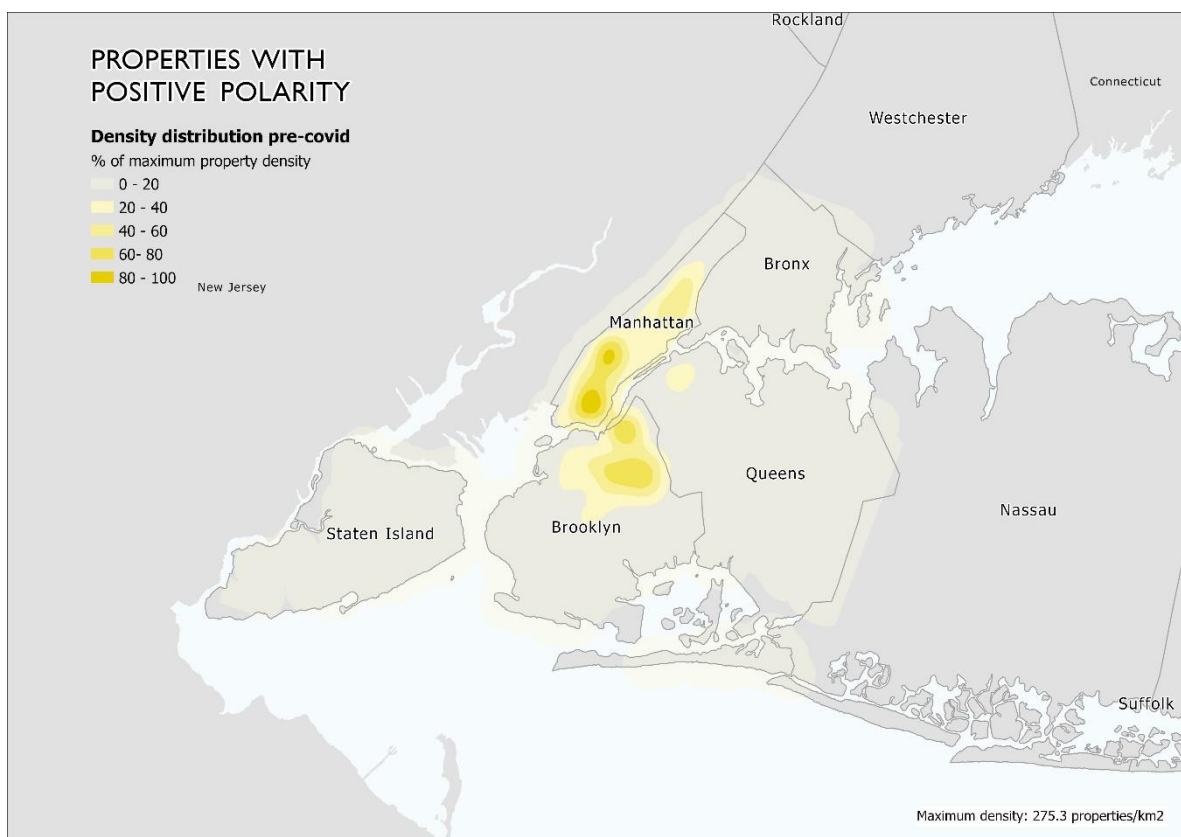 PROPERTIES WITH
POSITIVE POLARITY
Density distribution pre-covid
% of maximum property density
0 - 20
20 - 40
40 - 60
60- 80
80 - 100
New Jersey
Rockland
Connecticut
Westchester
Bronx
Manhattan
Queens
Nassau
Staten Island
Brooklyn
Suffolk
Maximum density: 275.3 properties/km2